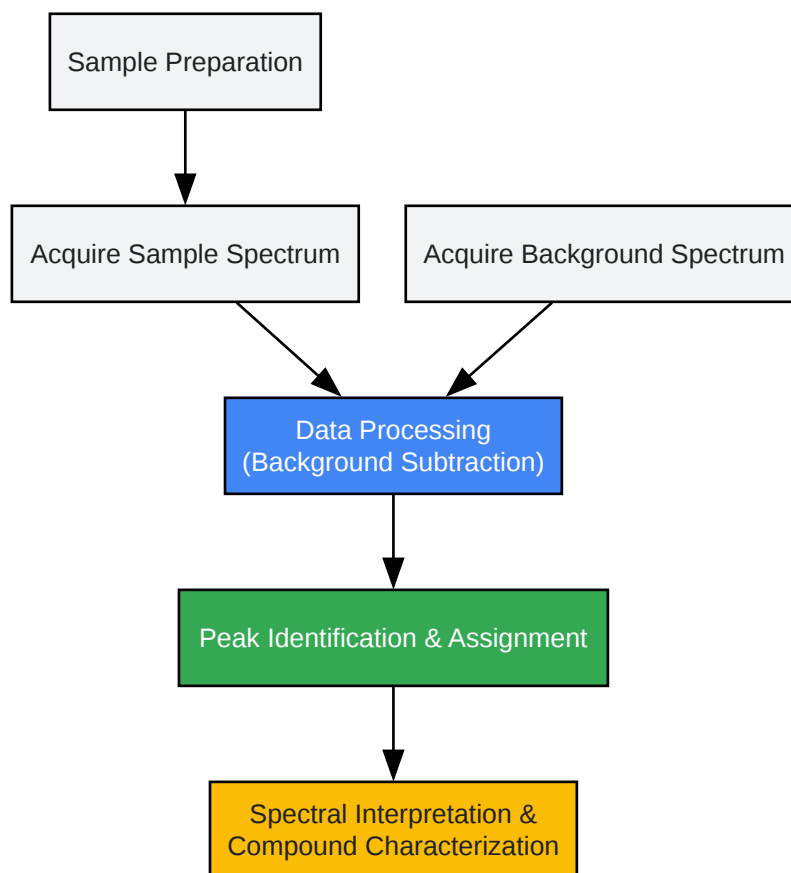 Sample Preparation
Acquire Sample Spectrum
Acquire Background Spectrum
Data Processing
(Background Subtraction)
Peak Identification & Assignment
Spectral Interpretation &
Compound Characterization